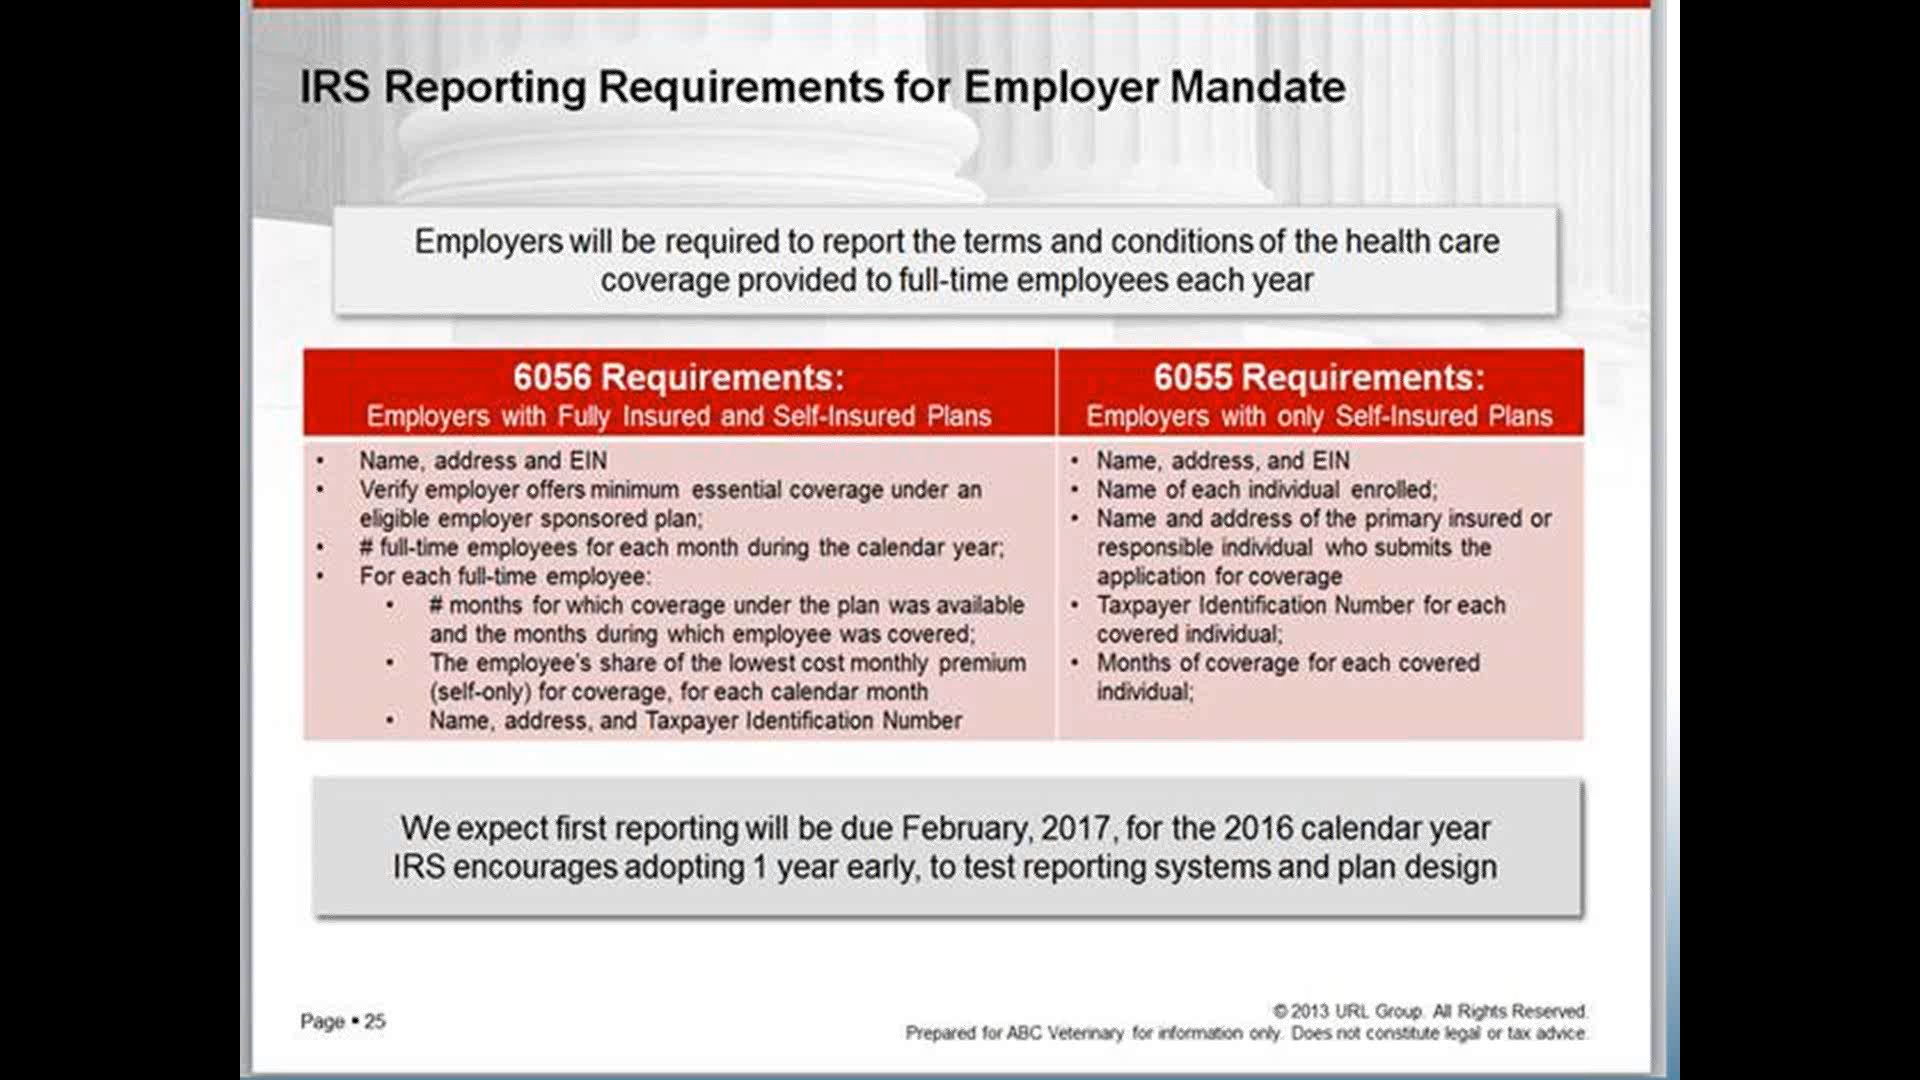 IRS Reporting Requirements for Employer Mandate
Employers will be required to report the terms and conditions of the health care
coverage provided to full-time employees each year
6056 Requirements:
Employers with Fully Insured and Self-Insured Plans
• Name, address and EIN
• Verify employer offers minimum essential coverage under an
eligible employer sponsored plan;
• # full-time employees for each month during the calendar year;
• For each full-time employee:
• # months for which coverage under the plan was available
and the months during which employee was covered;
• The employee's share of the lowest cost monthly premium
(self-only) for coverage, for each calendar month
• Name, address, and Taxpayer Identification Number
6055 Requirements:
Employers with only Self-Insured Plans
• Name, address, and EIN
• Name of each individual enrolled;
• Name and address of the primary insured or
responsible individual who submits the
application for coverage
• Taxpayer Identification Number for each
covered individual;
• Months of coverage for each covered
individual;
We expect first reporting will be due February, 2017, for the 2016 calendar year
IRS encourages adopting 1 year early, to test reporting systems and plan design
Page ▪ 25
© 2013 URL Group. All Rights Reserved.
Prepared for ABC Veterinary for information only. Does not constitute legal or tax advice.